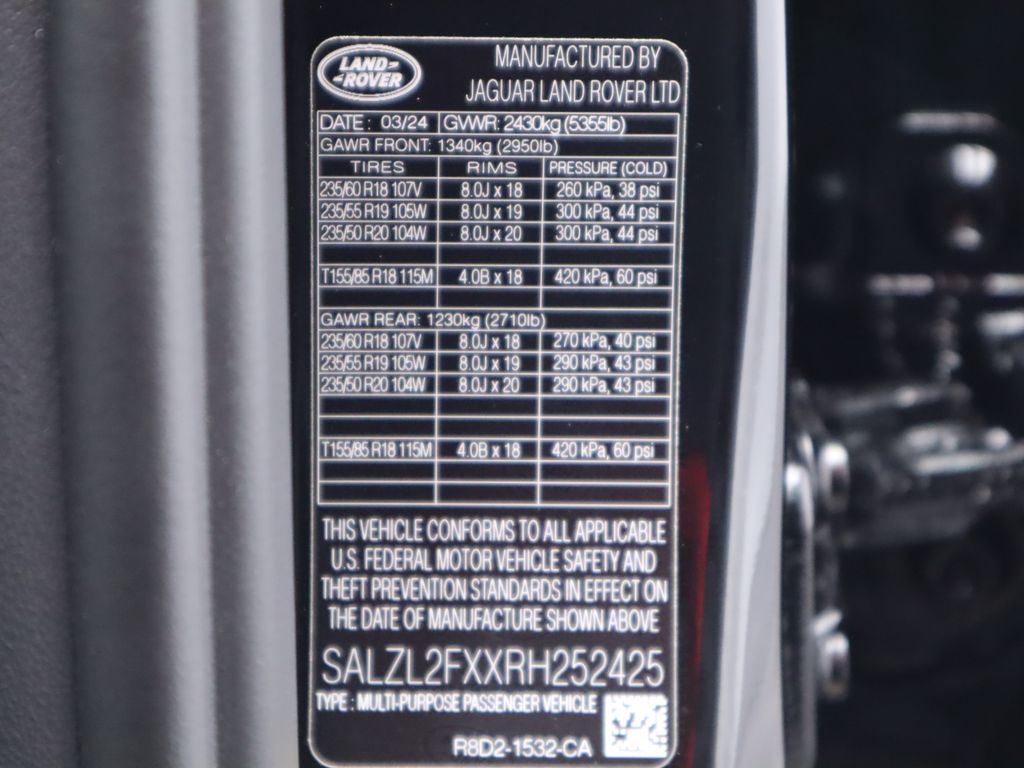 LAND-
-ROVER
MANUFACTURED BY
JAGUAR LAND ROVER LTD
DATE : 03/24 GVWR: 2430kg (5355lb)
GAWR FRONT: 1340kg (2950lb)
TIRES RIMS PRESSURE (COLD)
235/60 R18 107V 8.0J x 18 260 kPa, 38 psi
235/55 R19 105W 8.0J x 19 300 kPa, 44 psi
235/50 R20 104W 8.0J x 20 300 kPa, 44 psi
T155/85 R18 115M 4.0B x 18 420 kPa, 60 psi
GAWR REAR: 1230kg (2710lb)
235/60 R18 107V 8.0J x 18 270 kPa, 40 psi
235/55 R19 105W 8.0J x 19 290 kPa, 43 psi
235/50 R20 104W 8.0J x 20 290 kPa, 43 psi
T155/85 R18 115M 4.0B x 18 420 kPa, 60 psi
THIS VEHICLE CONFORMS TO ALL APPLICABLE
U.S. FEDERAL MOTOR VEHICLE SAFETY AND
THEFT PREVENTION STANDARDS IN EFFECT ON
THE DATE OF MANUFACTURE SHOWN ABOVE
SALZL2FXXRH252425
TYPE : MULTI-PURPOSE PASSENGER VEHICLE
R8D2-1532-CA